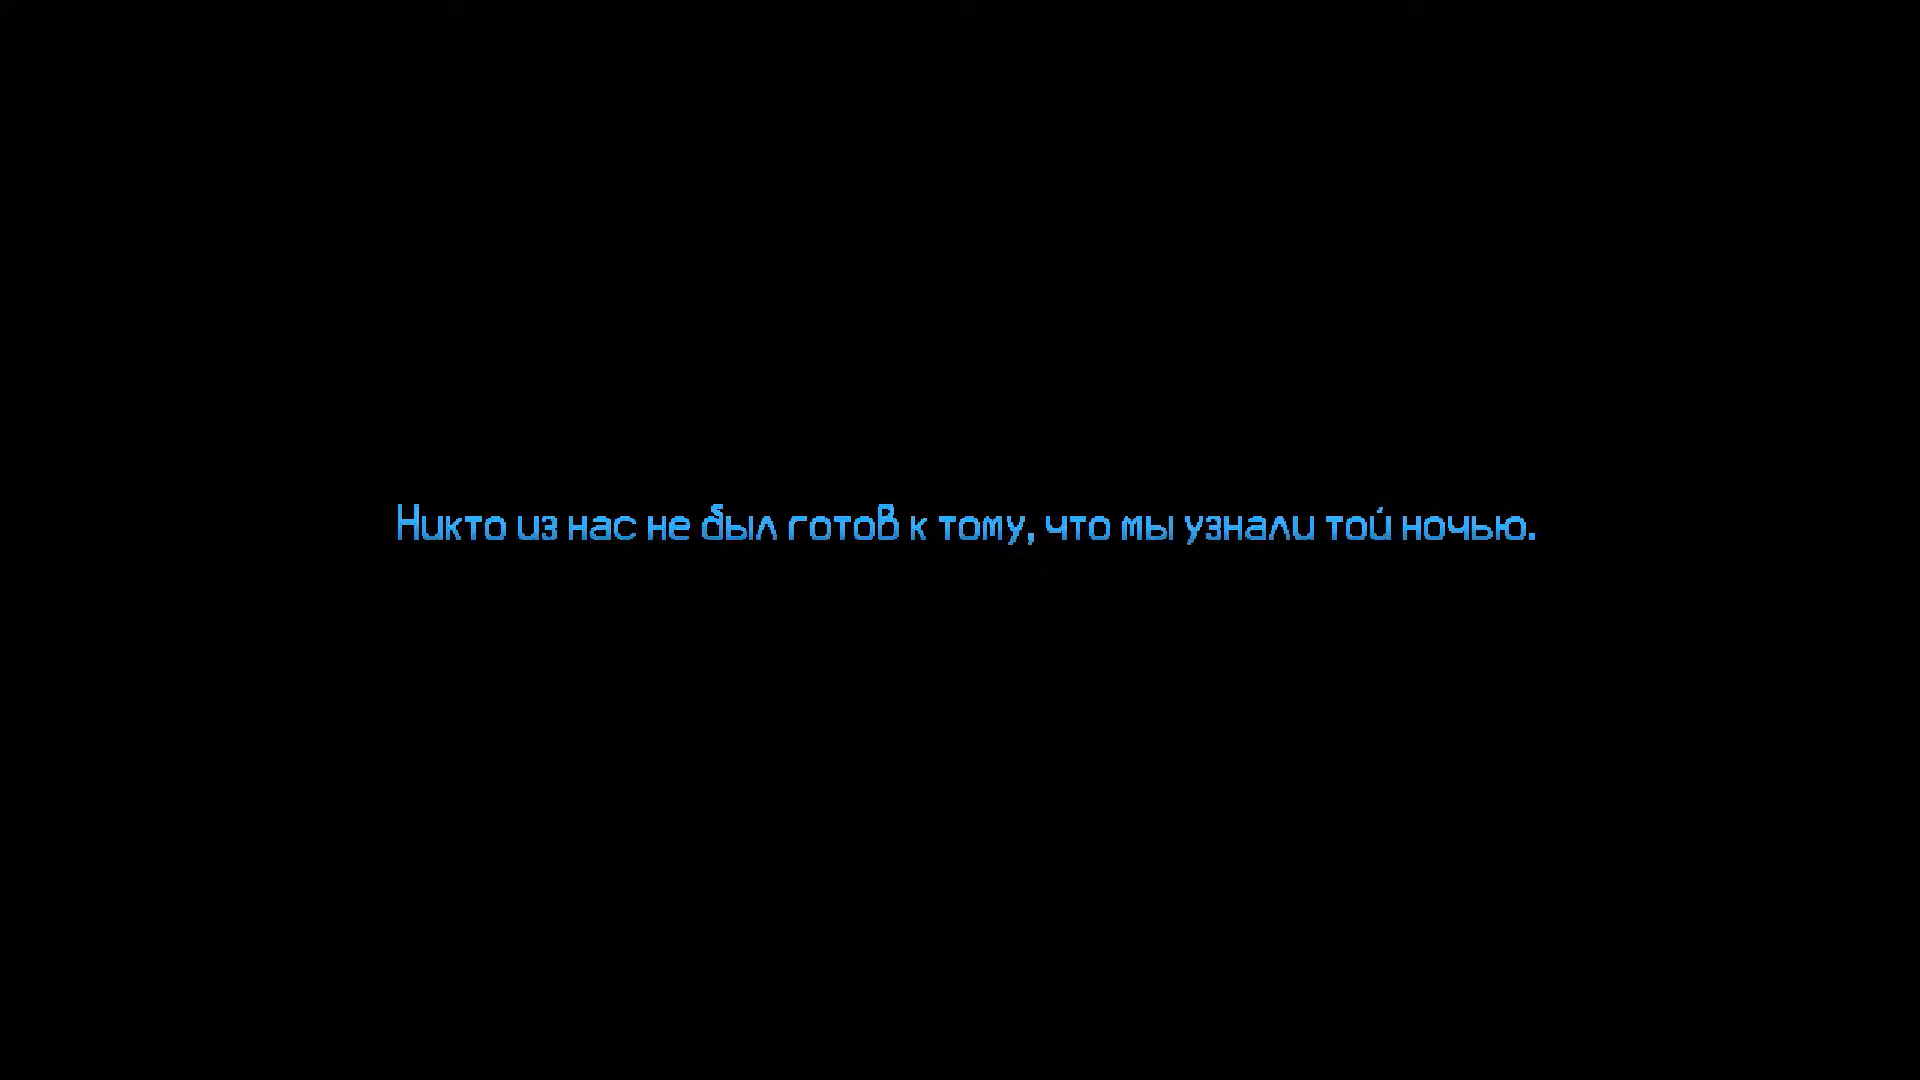 Никто из нас не был готов к тому, что мы узнали той ночью.